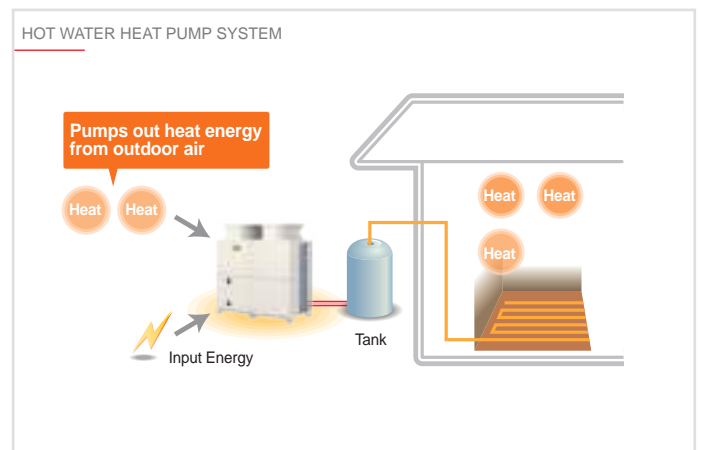 HOT WATER HEAT PUMP SYSTEM
Pumps out heat energy
from outdoor air
Heat Heat
Heat Heat
Heat
Tank
Input Energy